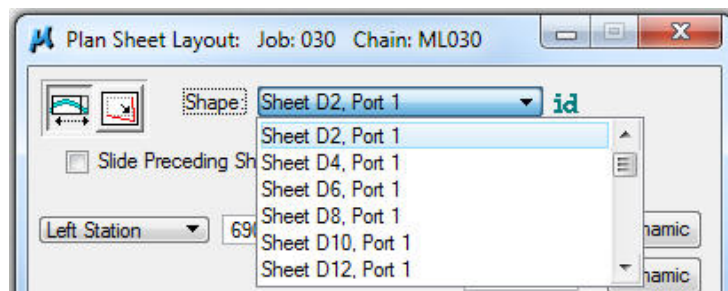 Plan Sheet Layout: Job: 030 Chain: ML030
Shape: Sheet D2, Port 1 id
Sheet D2, Port 1
Slide Preceding Sh
Sheet D4, Port 1
Sheet D6, Port 1
Sheet D8, Port 1
Left Station 690
Sheet D10, Port 1
namic
Sheet D12, Port 1
namic